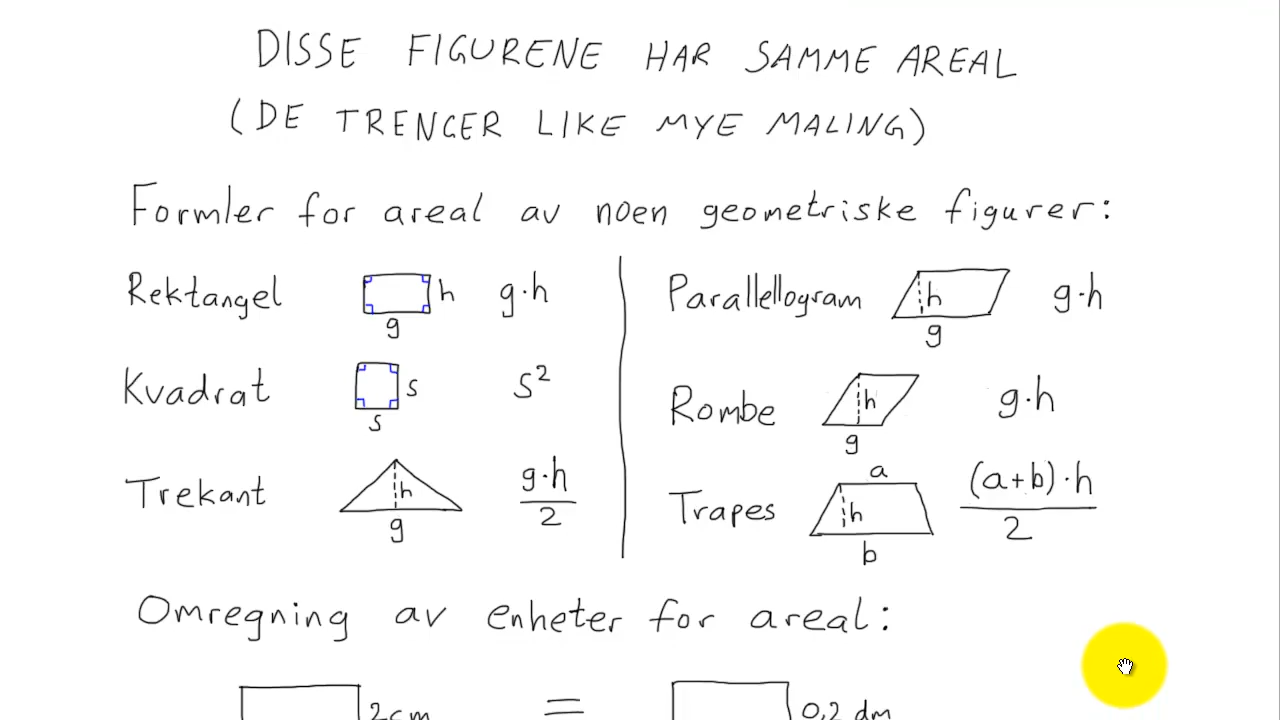 DISSE FIGURENE HAR SAMME AREAL
(DE TRENGER LIKE MYE MALING)
Formler for areal av noen geometriske figurer:
Rektangel h g g·h
Kvadrat s s s²
Trekant h g g·h/2
Parallellogram h g g·h
Rombe h g g·h
Trapes a h b (a+b)·h/2
Omregning av enheter for areal:
2cm = 0,2 dm